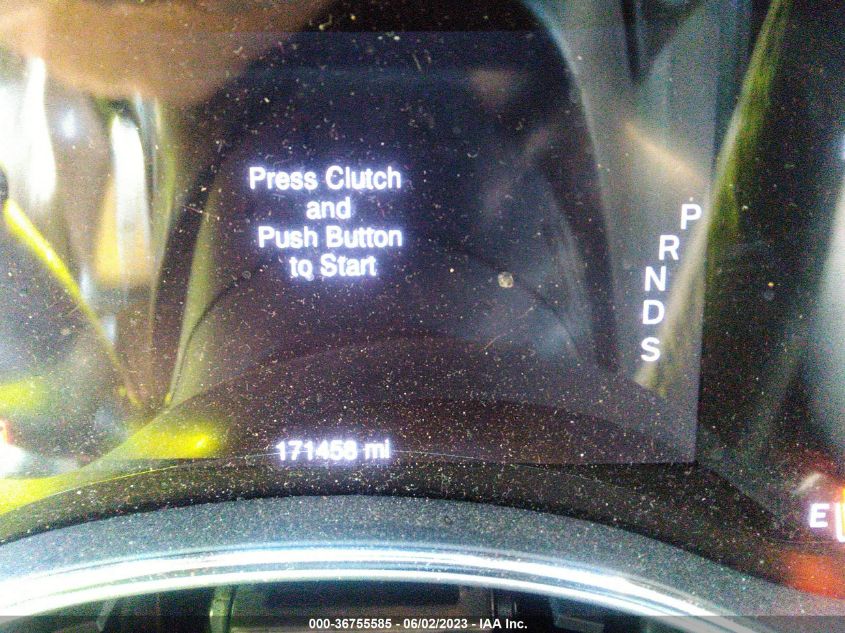 Press Clutch
and
Push Button
to Start
P
R
N
D
S
171458 mi
E
000-36755585 - 06/02/2023 - IAA Inc.